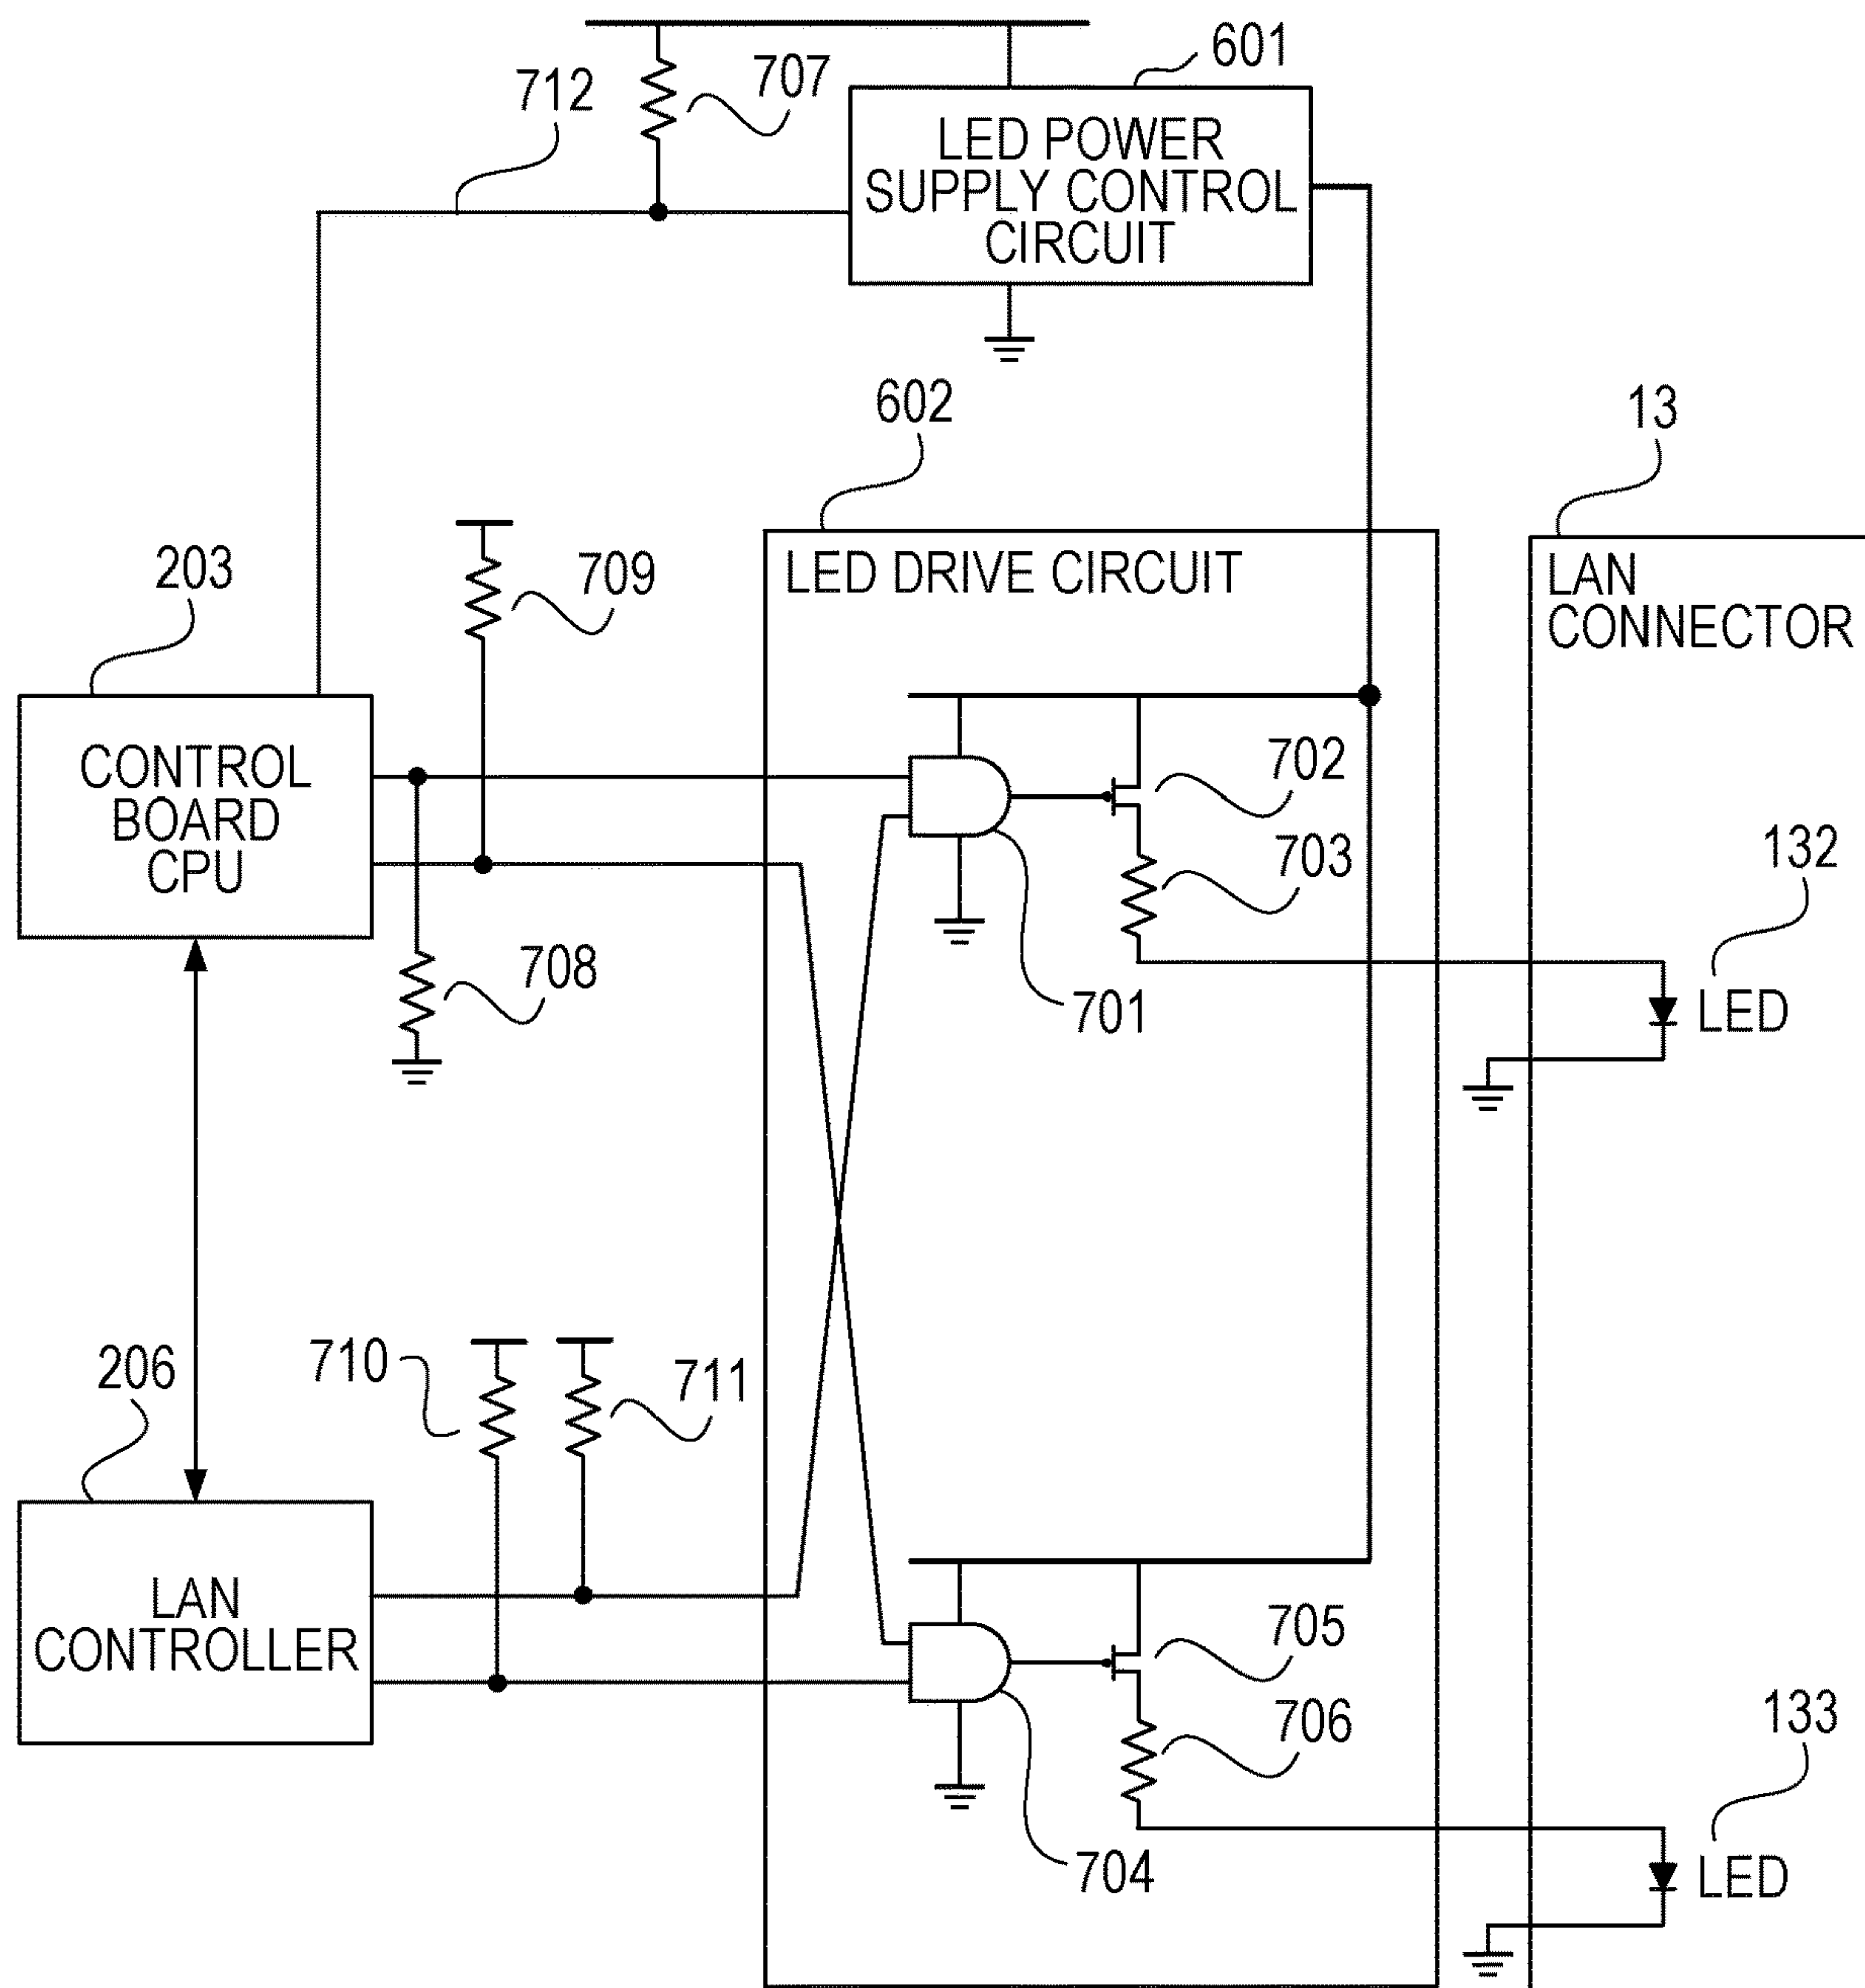 601
707
712
LED POWER
SUPPLY CONTROL
CIRCUIT
602
13
203
709
LED DRIVE CIRCUIT
LAN
CONNECTOR
CONTROL
BOARD
CPU
702
703
132
708
701
LED
710
711
206
LAN
CONTROLLER
705
706
133
704
LED